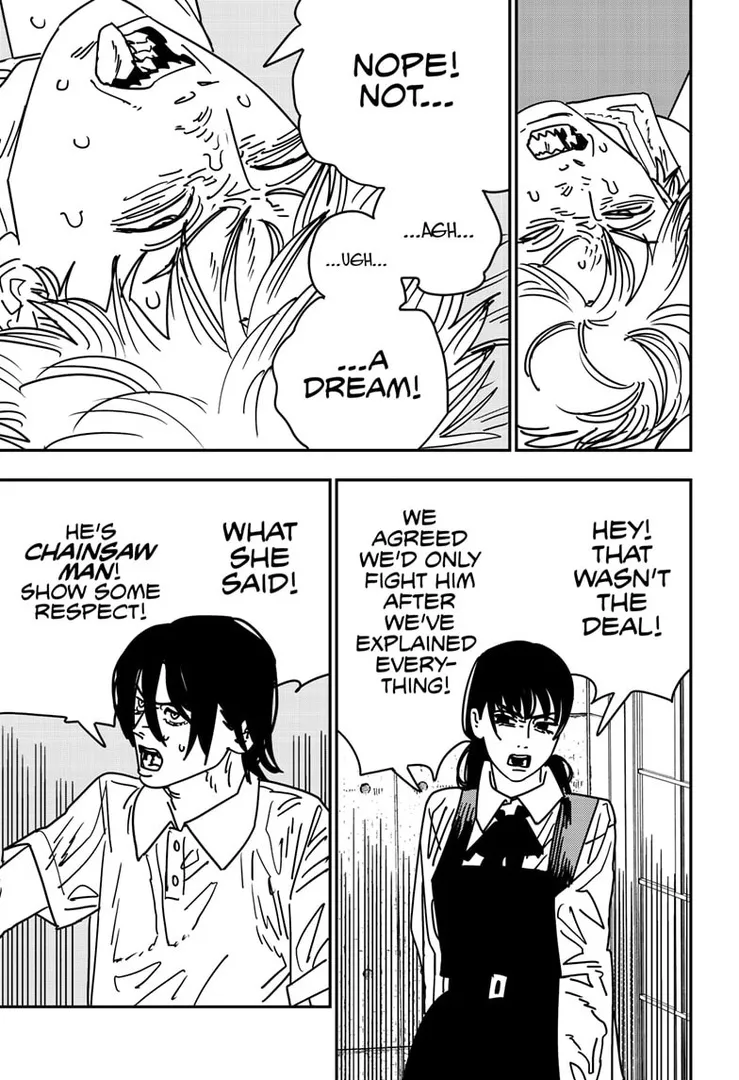 NOPE!
NOT...
...AGH...
...UGH...
...A
DREAM!
HEY!
THAT
WASN'T
THE
DEAL!
WE
AGREED
WE'D ONLY
FIGHT HIM
AFTER
WE'VE
EXPLAINED
EVERY-
THING!
WHAT
SHE
SAID!
HE'S
CHAINSAW
MAN!
SHOW SOME
RESPECT!